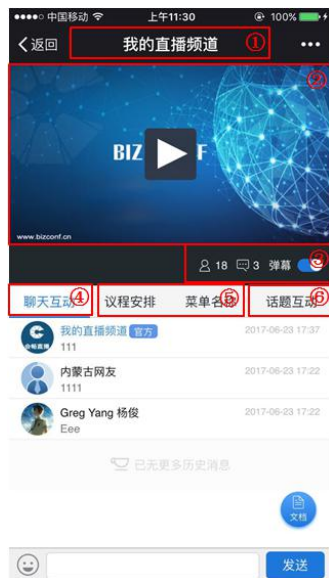 中国移动 上午11:30 100%
返回 我的直播频道 ①
②
BIZ F
www.bizconf.cn
18 3 弹幕 ③
聊天互动 ④ 议程安排 菜单名称 ⑤ 话题互动 ⑥
我的直播频道 官方 2017-06-23 17:37
111
会畅直播
内蒙古网友 2017-06-23 17:22
1111
Greg Yang 杨俊 2017-06-23 17:22
Eee
已无更多历史消息
文档
发送